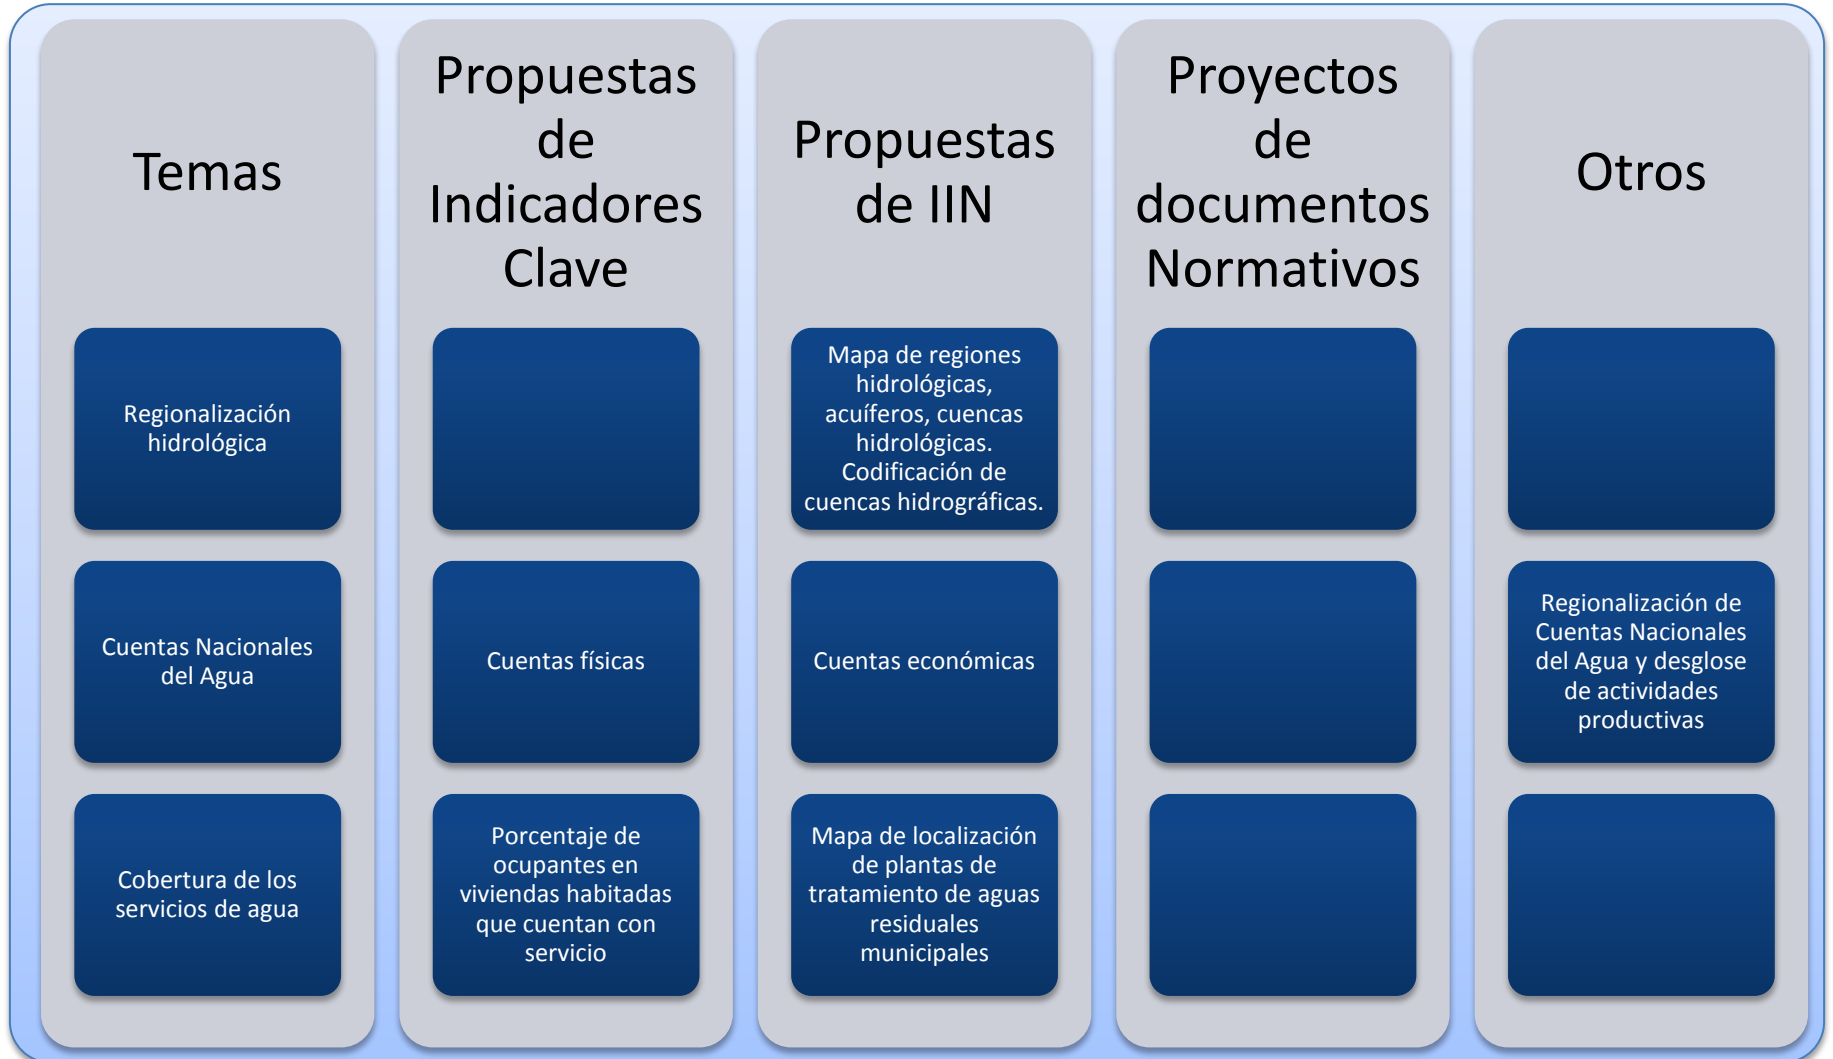 Temas
Propuestas
de
Indicadores
Clave
Propuestas
de IIN
Proyectos
de
documentos
Normativos
Otros
Regionalización
hidrológica
Mapa de regiones
hidrológicas,
acuíferos, cuencas
hidrológicas.
Codificación de
cuencas hidrográficas.
Cuentas Nacionales
del Agua
Cuentas físicas
Cuentas económicas
Regionalización de
Cuentas Nacionales
del Agua y desglose
de actividades
productivas
Cobertura de los
servicios de agua
Porcentaje de
ocupantes en
viviendas habitadas
que cuentan con
servicio
Mapa de localización
de plantas de
tratamiento de aguas
residuales
municipales